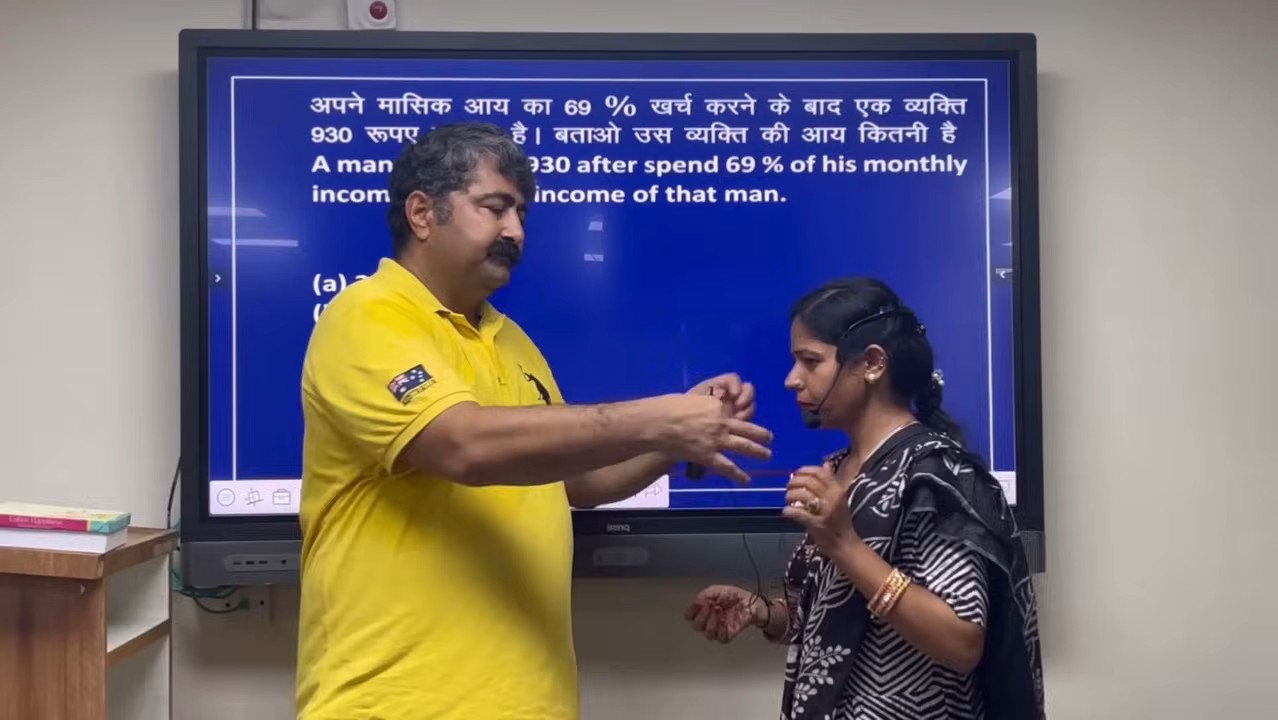 अपने मासिक आय का 69 % खर्च करने के बाद एक व्यक्ति
930 रूपए है। बताओ उस व्यक्ति की आय कितनी है
A man 930 after spend 69 % of his monthly
incom income of that man.
(a)
BenQ